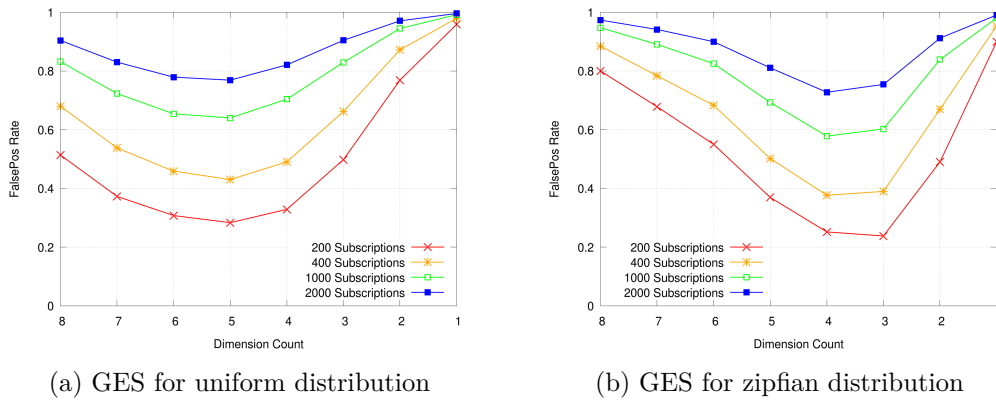 1
0.8
0.6
0.4
0.2
0
FalsePos Rate
200 Subscriptions
400 Subscriptions
1000 Subscriptions
2000 Subscriptions
8 7 6 5 4 3 2 1
Dimension Count
(a) GES for uniform distribution
1
0.8
0.6
0.4
0.2
0
FalsePos Rate
200 Subscriptions
400 Subscriptions
1000 Subscriptions
2000 Subscriptions
8 7 6 5 4 3 2
Dimension Count
(b) GES for zipfian distribution